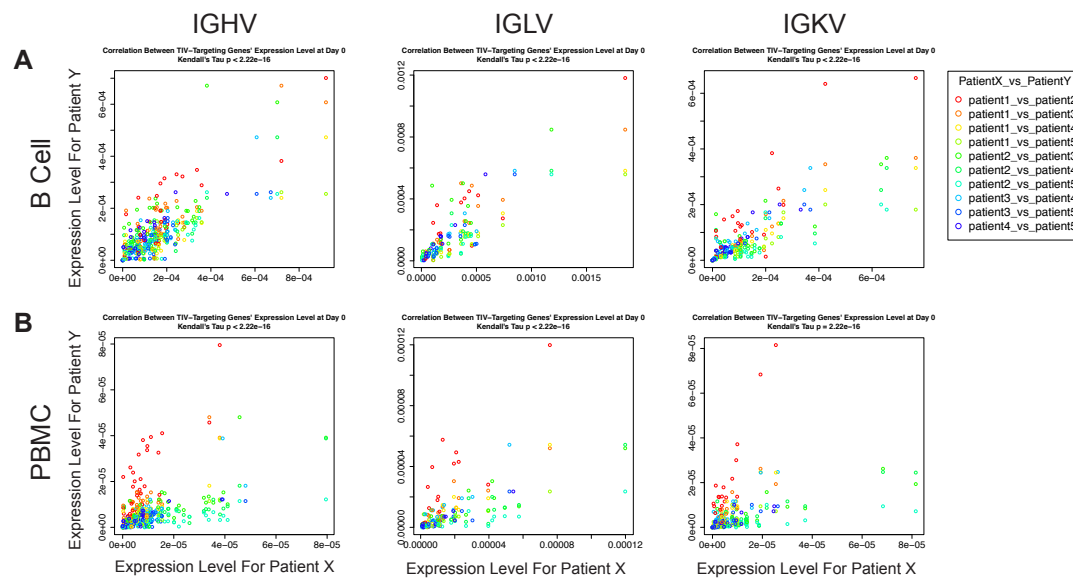 IGHV
IGLV
IGKV
A
B Cell
Correlation Between TIV−Targeting Genes' Expression Level at Day 0
Kendall's Tau p < 2.22e−16
Expression Level For Patient Y
0e+00 2e−04 4e−04 6e−04
0e+00 2e−04 4e−04 6e−04 8e−04
Correlation Between TIV−Targeting Genes' Expression Level at Day 0
Kendall's Tau p < 2.22e−16
0.0000 0.0004 0.0008 0.0012
0.0000 0.0005 0.0010 0.0015
Correlation Between TIV−Targeting Genes' Expression Level at Day 0
Kendall's Tau p < 2.22e−16
0e+00 2e−04 4e−04 6e−04
0e+00 2e−04 4e−04 6e−04
PatientX_vs_PatientY
patient1_vs_patient2
patient1_vs_patient3
patient1_vs_patient4
patient1_vs_patient5
patient2_vs_patient3
patient2_vs_patient4
patient2_vs_patient5
patient3_vs_patient4
patient3_vs_patient5
patient4_vs_patient5
B
PBMC
Correlation Between TIV−Targeting Genes' Expression Level at Day 0
Kendall's Tau p < 2.22e−16
Expression Level For Patient Y
0e+00 2e−05 4e−05 6e−05 8e−05
0e+00 2e−05 4e−05 6e−05 8e−05
Expression Level For Patient X
Correlation Between TIV−Targeting Genes' Expression Level at Day 0
Kendall's Tau p < 2.22e−16
0.00000 0.00004 0.00008 0.00012
0.00000 0.00004 0.00008 0.00012
Expression Level For Patient X
Correlation Between TIV−Targeting Genes' Expression Level at Day 0
Kendall's Tau p = 2.22e−16
0e+00 2e−05 4e−05 6e−05 8e−05
0e+00 2e−05 4e−05 6e−05 8e−05
Expression Level For Patient X